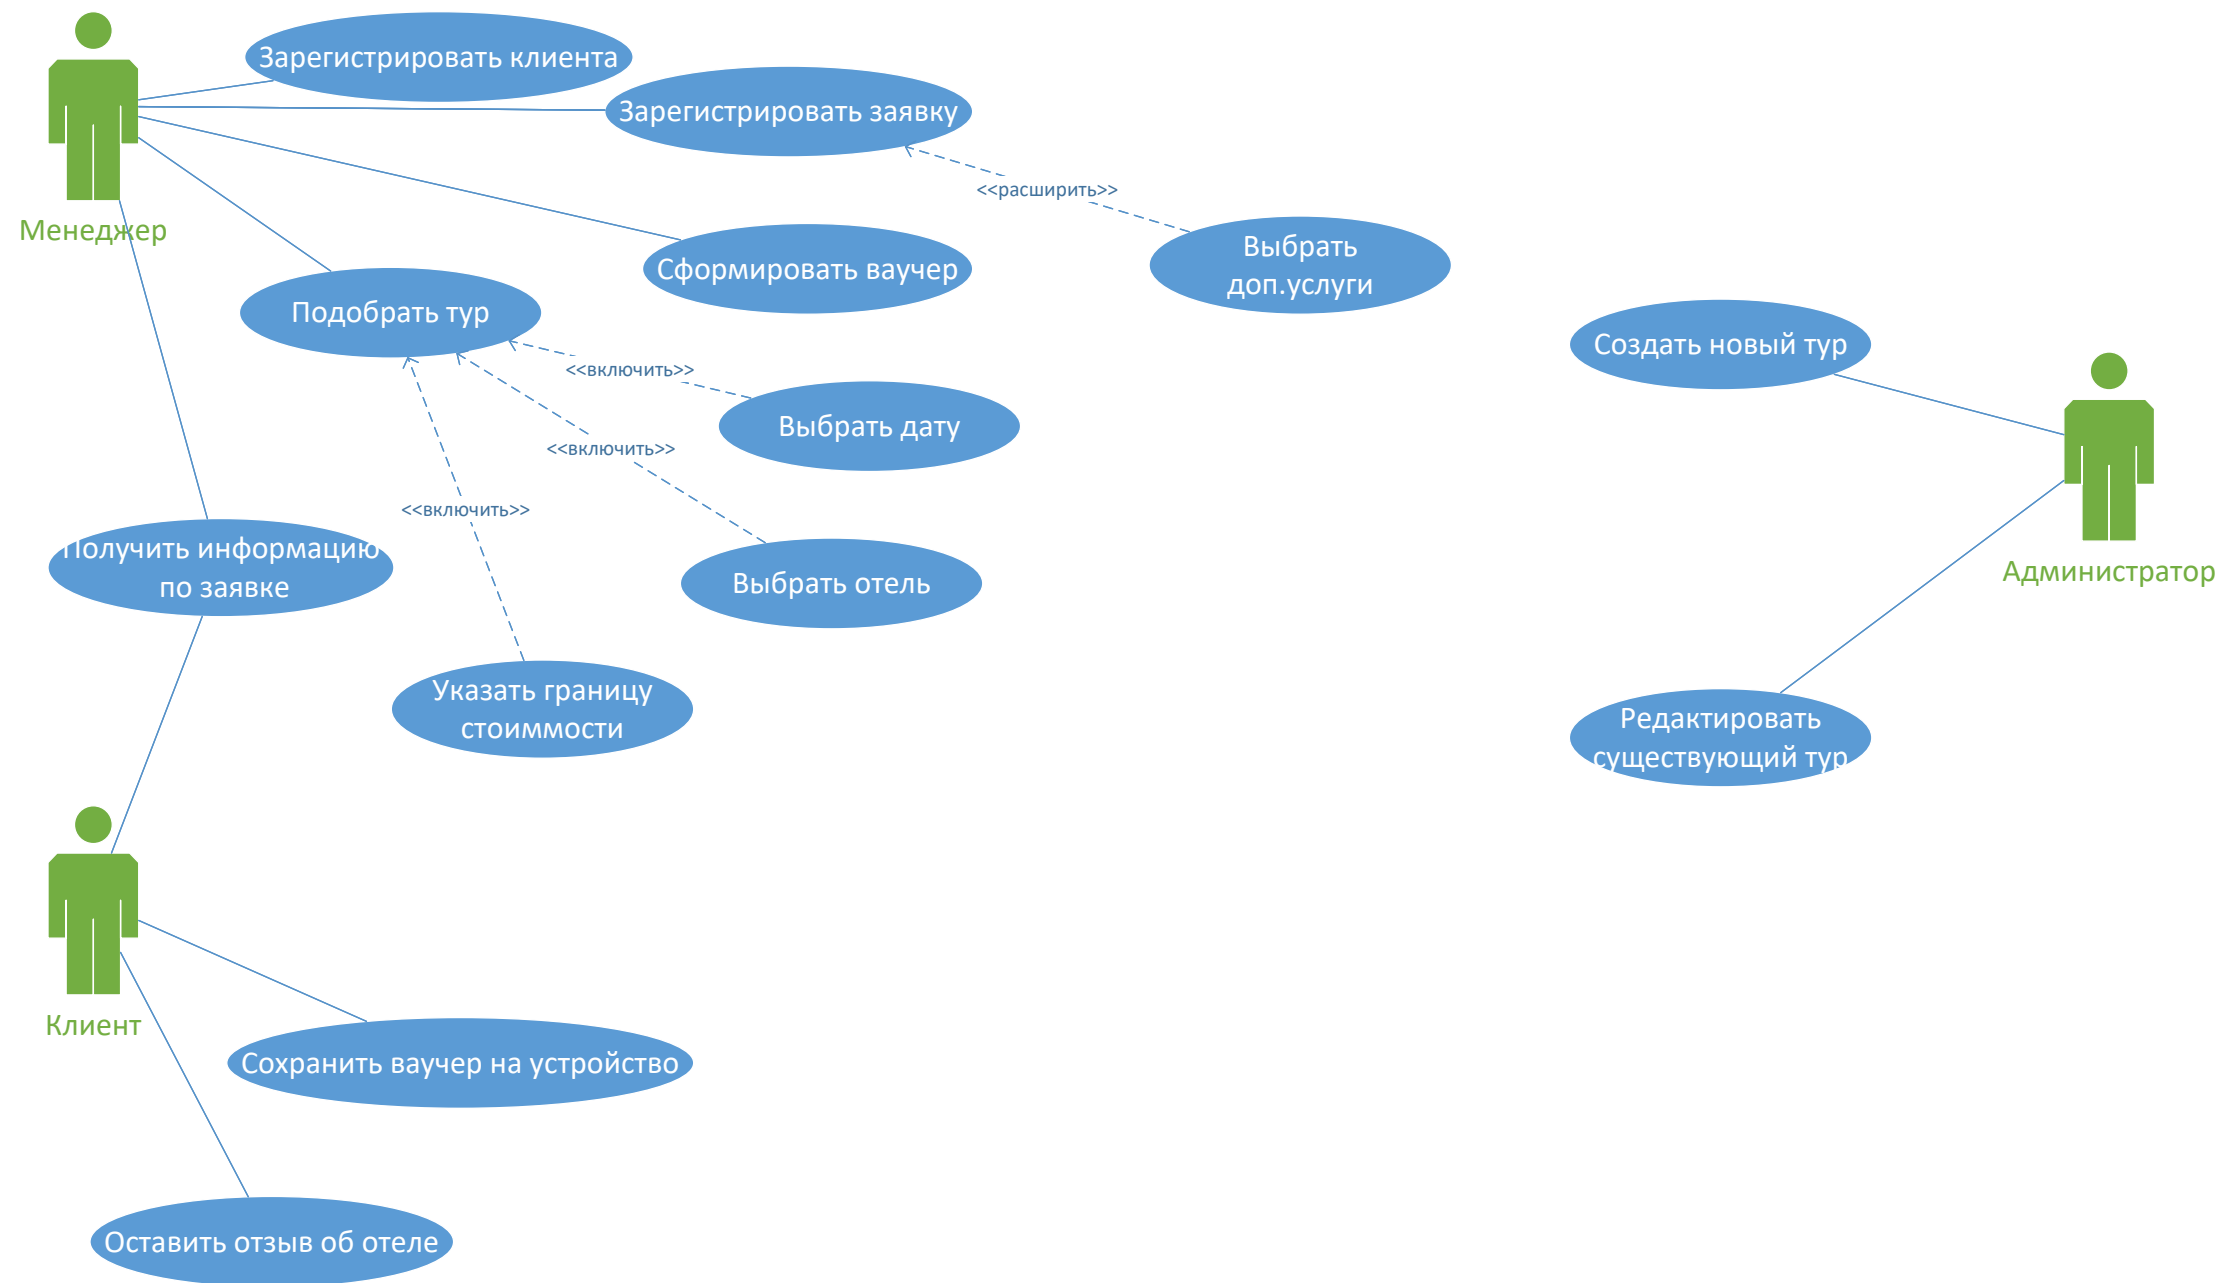 Зарегистрировать клиента
Зарегистрировать заявку
<<расширить>>
Менеджер
Выбрать
доп.услуги
Сформировать ваучер
Подобрать тур
Создать новый тур
<<включить>>
Выбрать дату
<<включить>>
<<включить>>
Получить информацию
по заявке
Выбрать отель
Администратор
Указать границу
стоиммости
Редактировать
существующий тур
Клиент
Сохранить ваучер на устройство
Оставить отзыв об отеле